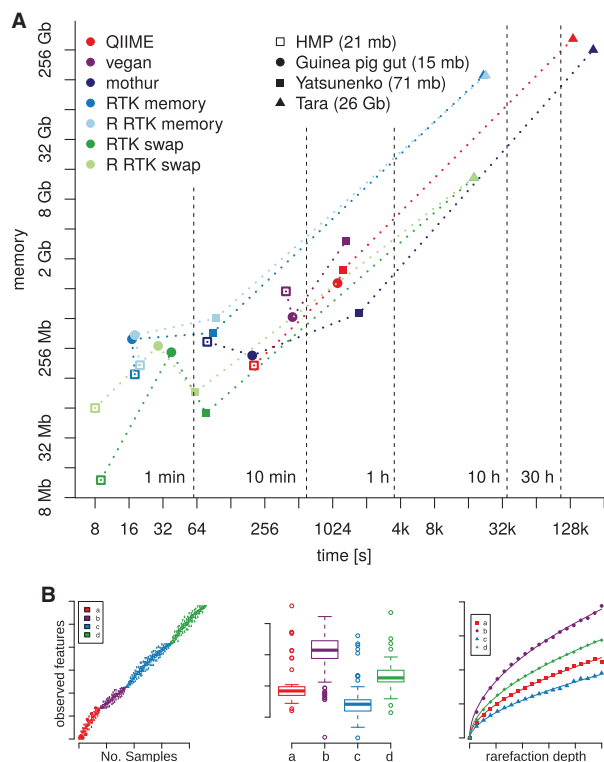 A
QIIME
vegan
mothur
RTK memory
R RTK memory
RTK swap
R RTK swap
HMP (21 mb)
Guinea pig gut (15 mb)
Yatsunenko (71 mb)
Tara (26 Gb)
memory
256 Gb
32 Gb
8 Gb
2 Gb
256 Mb
32 Mb
8 Mb
1 min
10 min
1 h
10 h
30 h
8 16 32 64 256 1024 4k 8k 32k 128k
time [s]
B
observed features
a
b
c
d
No. Samples
a b c d
a
b
c
d
rarefaction depth